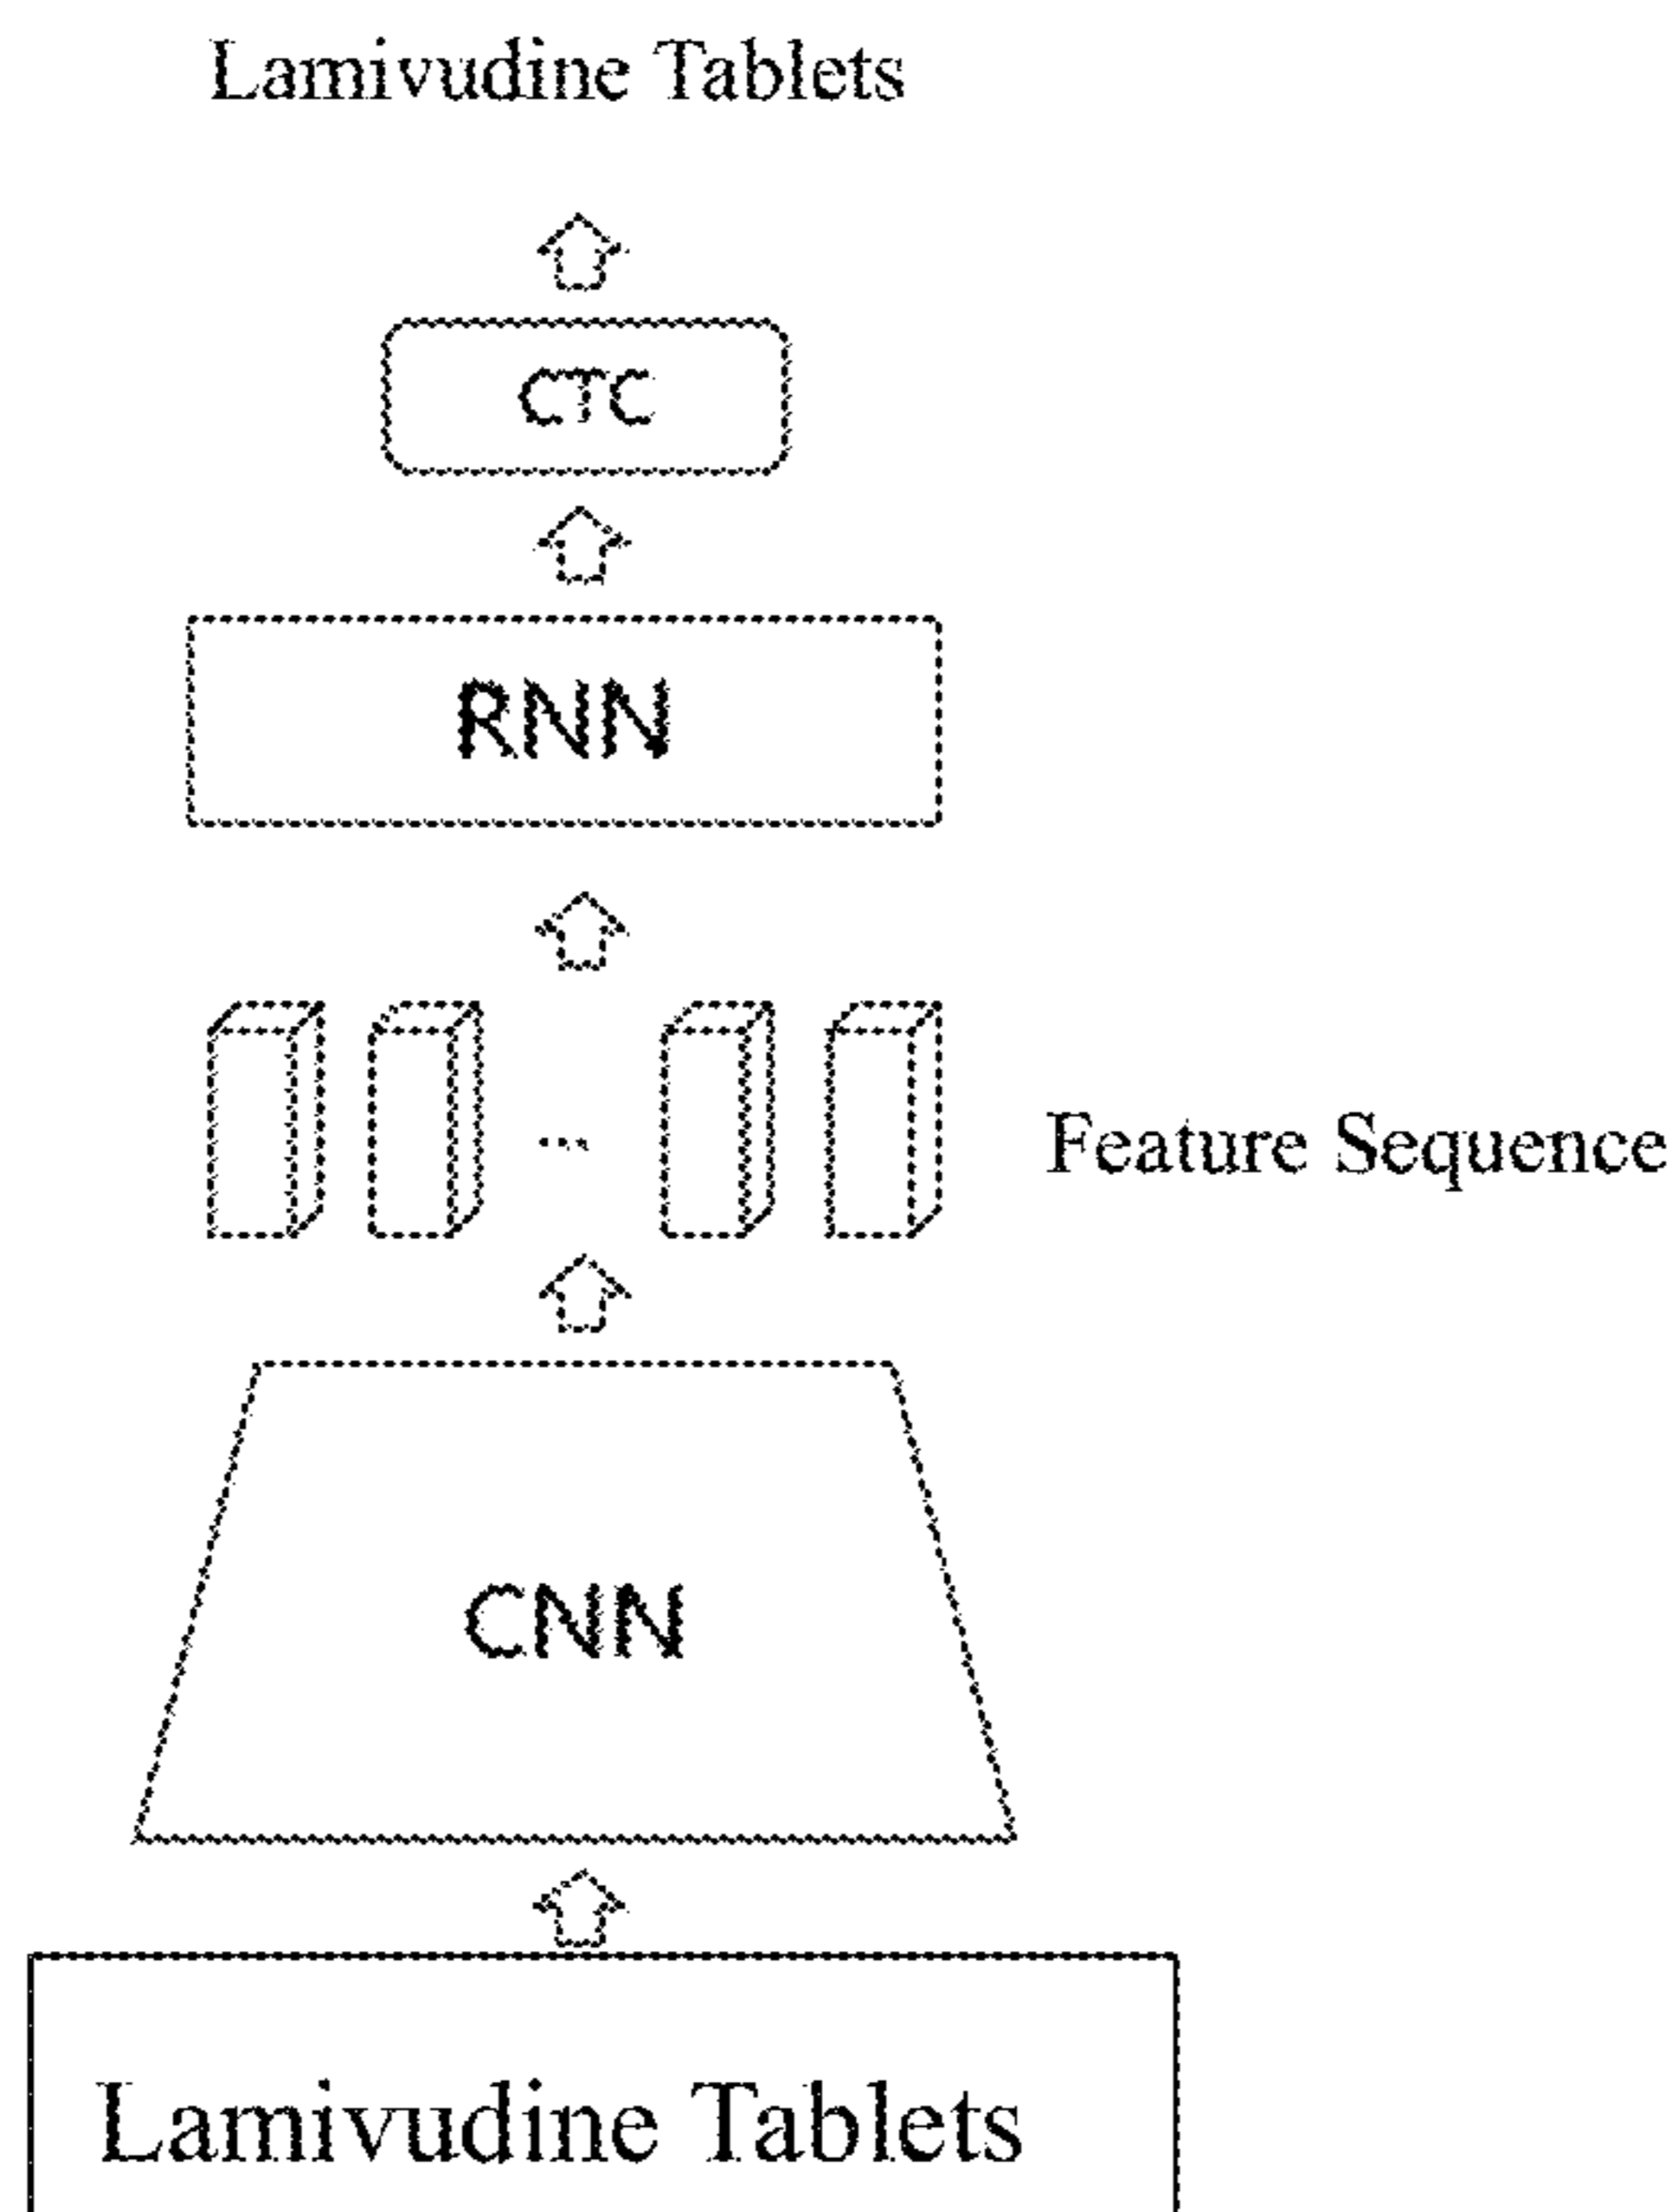 Lamivudine Tablets
CTC
RNN
Feature Sequence
CNN
Lamivudine Tablets